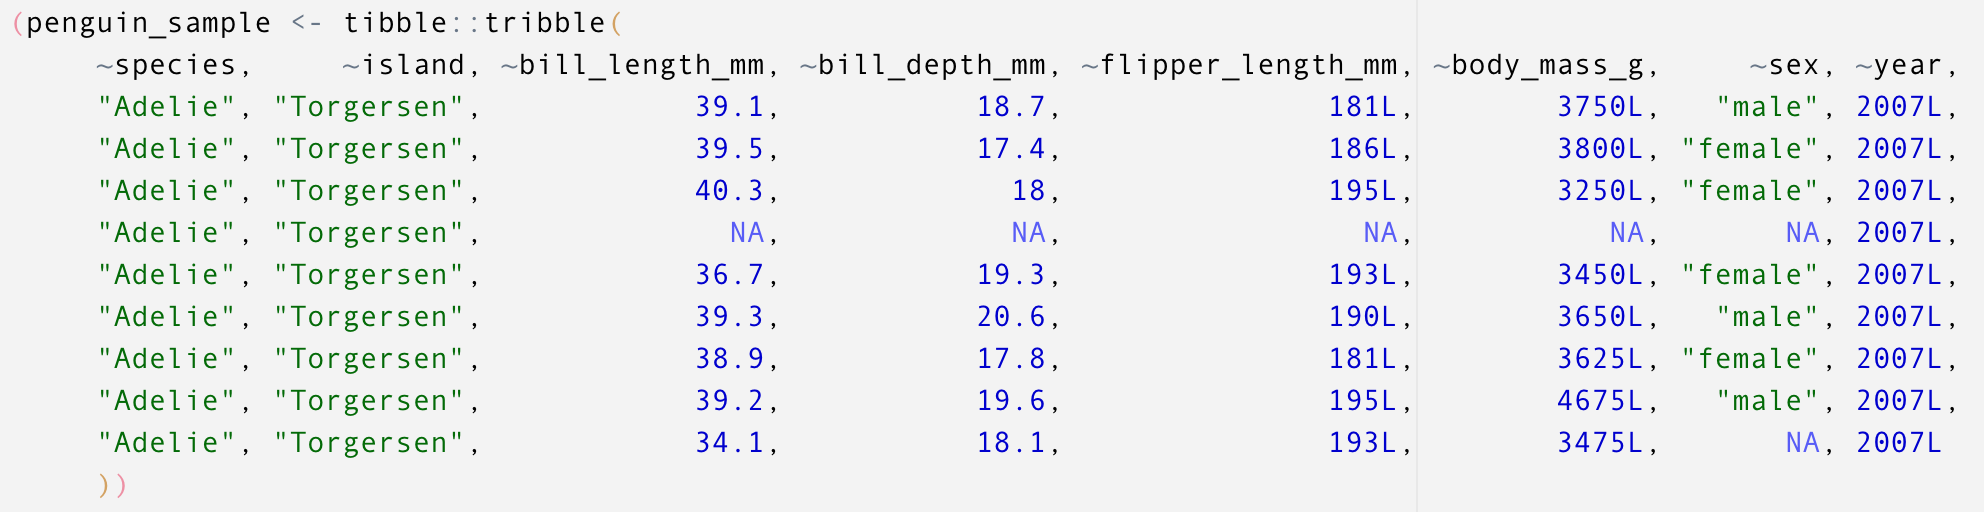 (penguin_sample <- tibble::tribble(
     ~species,     ~island, ~bill_length_mm, ~bill_depth_mm, ~flipper_length_mm, ~body_mass_g,     ~sex, ~year,
     "Adelie", "Torgersen",            39.1,           18.7,               181L,        3750L,   "male", 2007L,
     "Adelie", "Torgersen",            39.5,           17.4,               186L,        3800L, "female", 2007L,
     "Adelie", "Torgersen",            40.3,             18,               195L,        3250L, "female", 2007L,
     "Adelie", "Torgersen",              NA,             NA,                 NA,           NA,       NA, 2007L,
     "Adelie", "Torgersen",            36.7,           19.3,               193L,        3450L, "female", 2007L,
     "Adelie", "Torgersen",            39.3,           20.6,               190L,        3650L,   "male", 2007L,
     "Adelie", "Torgersen",            38.9,           17.8,               181L,        3625L, "female", 2007L,
     "Adelie", "Torgersen",            39.2,           19.6,               195L,        4675L,   "male", 2007L,
     "Adelie", "Torgersen",            34.1,           18.1,               193L,        3475L,       NA, 2007L
     ))